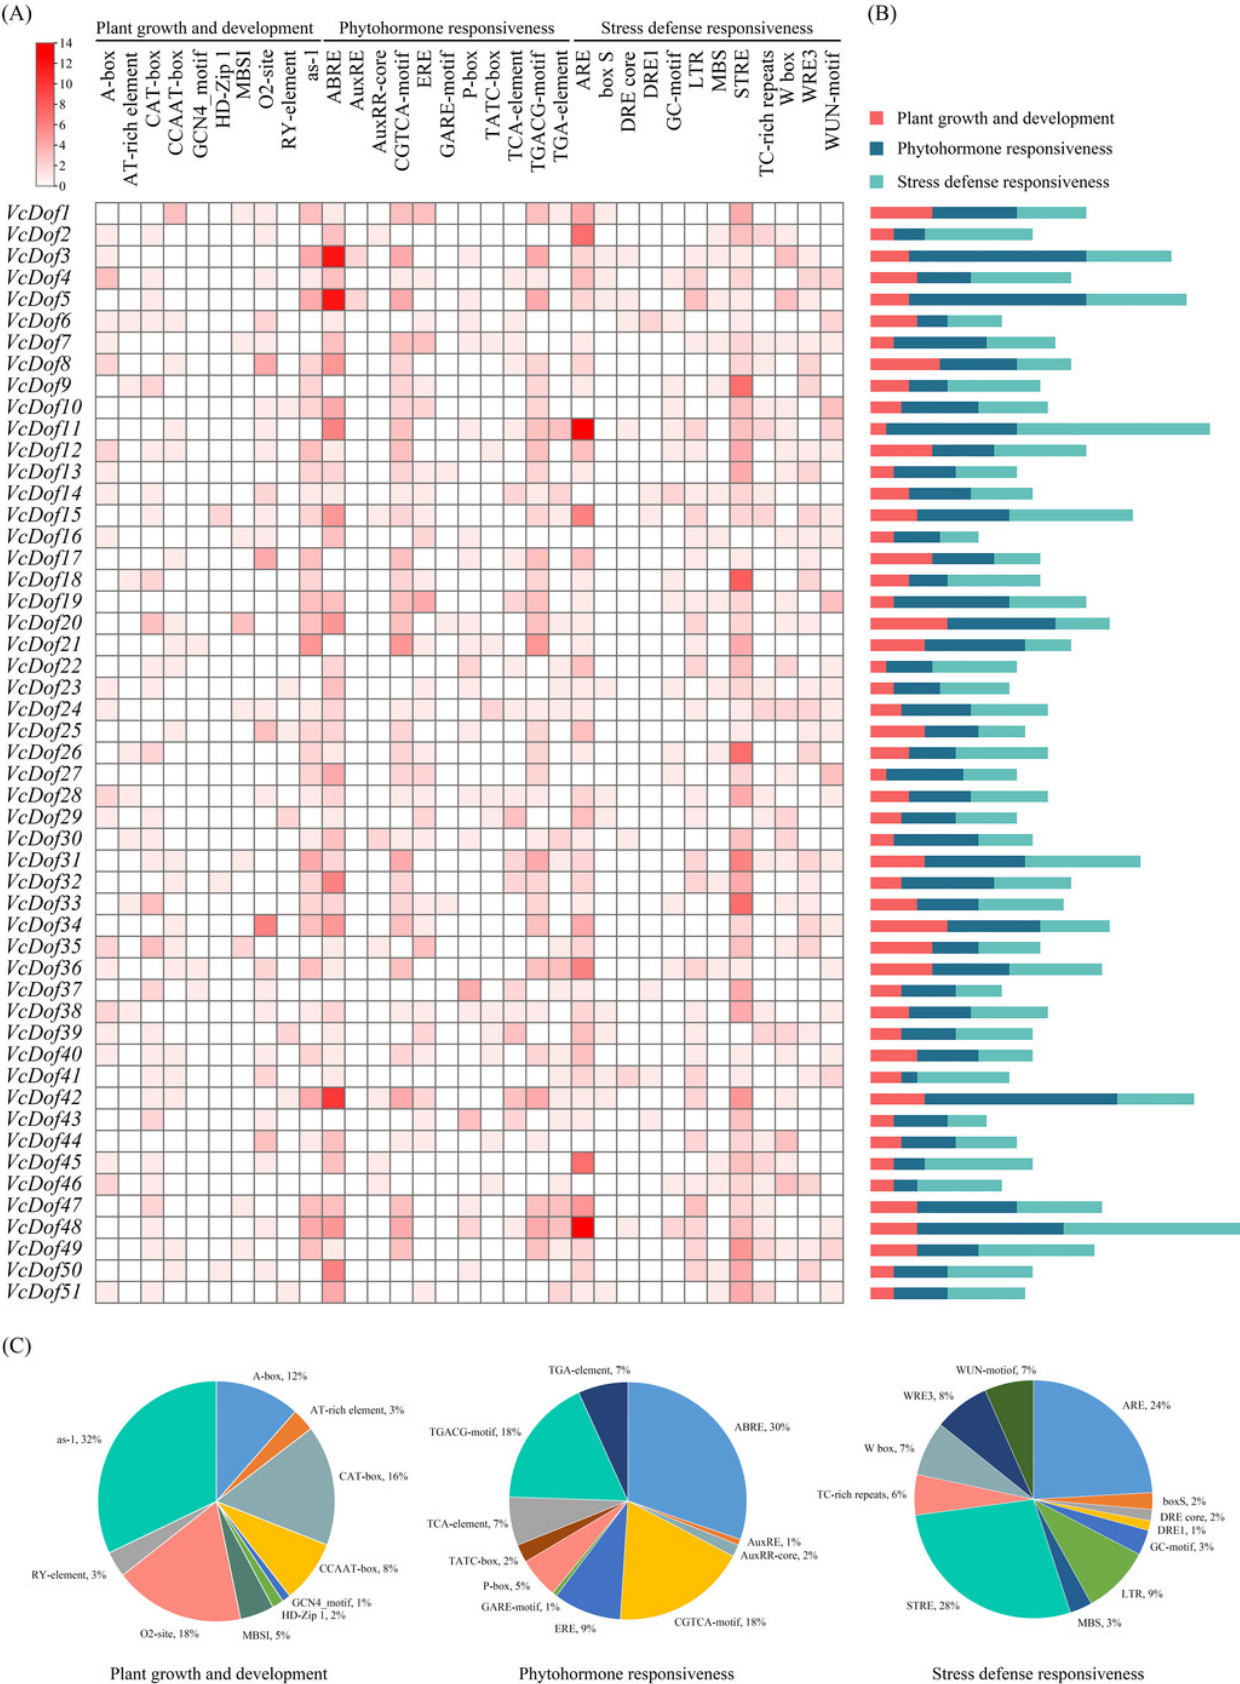 (A)
Plant growth and development
Phytohormone responsiveness
Stress defense responsiveness
14
12
10
8
6
4
2
0
A-box
AT-rich element
CAT-box
CCAAT-box
GCN4_motif
HD-Zip 1
MBSI
O2-site
RY-element
as-1
ABRE
AuxRE
AuxRR-core
CGTCA-motif
ERE
GARE-motif
P-box
TATC-box
TCA-element
TGACG-motif
TGA-element
ARE
box S
DRE core
DRE1
GC-motif
LTR
MBS
STRE
TC-rich repeats
W box
WRE3
WUN-motif
VcDof1
VcDof2
VcDof3
VcDof4
VcDof5
VcDof6
VcDof7
VcDof8
VcDof9
VcDof10
VcDof11
VcDof12
VcDof13
VcDof14
VcDof15
VcDof16
VcDof17
VcDof18
VcDof19
VcDof20
VcDof21
VcDof22
VcDof23
VcDof24
VcDof25
VcDof26
VcDof27
VcDof28
VcDof29
VcDof30
VcDof31
VcDof32
VcDof33
VcDof34
VcDof35
VcDof36
VcDof37
VcDof38
VcDof39
VcDof40
VcDof41
VcDof42
VcDof43
VcDof44
VcDof45
VcDof46
VcDof47
VcDof48
VcDof49
VcDof50
VcDof51
(B)
Plant growth and development
Phytohormone responsiveness
Stress defense responsiveness
(C)
A-box, 12%
AT-rich element, 3%
CAT-box, 16%
CCAAT-box, 8%
GCN4_motif, 1%
HD-Zip 1, 2%
MBSI, 5%
O2-site, 18%
RY-element, 3%
as-1, 32%
Plant growth and development
TGA-element, 7%
ABRE, 30%
AuxRE, 1%
AuxRR-core, 2%
CGTCA-motif, 18%
ERE, 9%
GARE-motif, 1%
P-box, 5%
TATC-box, 2%
TCA-element, 7%
TGACG-motif, 18%
Phytohormone responsiveness
WUN-motiof, 7%
ARE, 24%
boxS, 2%
DRE core, 2%
DRE1, 1%
GC-motif, 3%
LTR, 9%
MBS, 3%
STRE, 28%
TC-rich repeats, 6%
W box, 7%
WRE3, 8%
Stress defense responsiveness